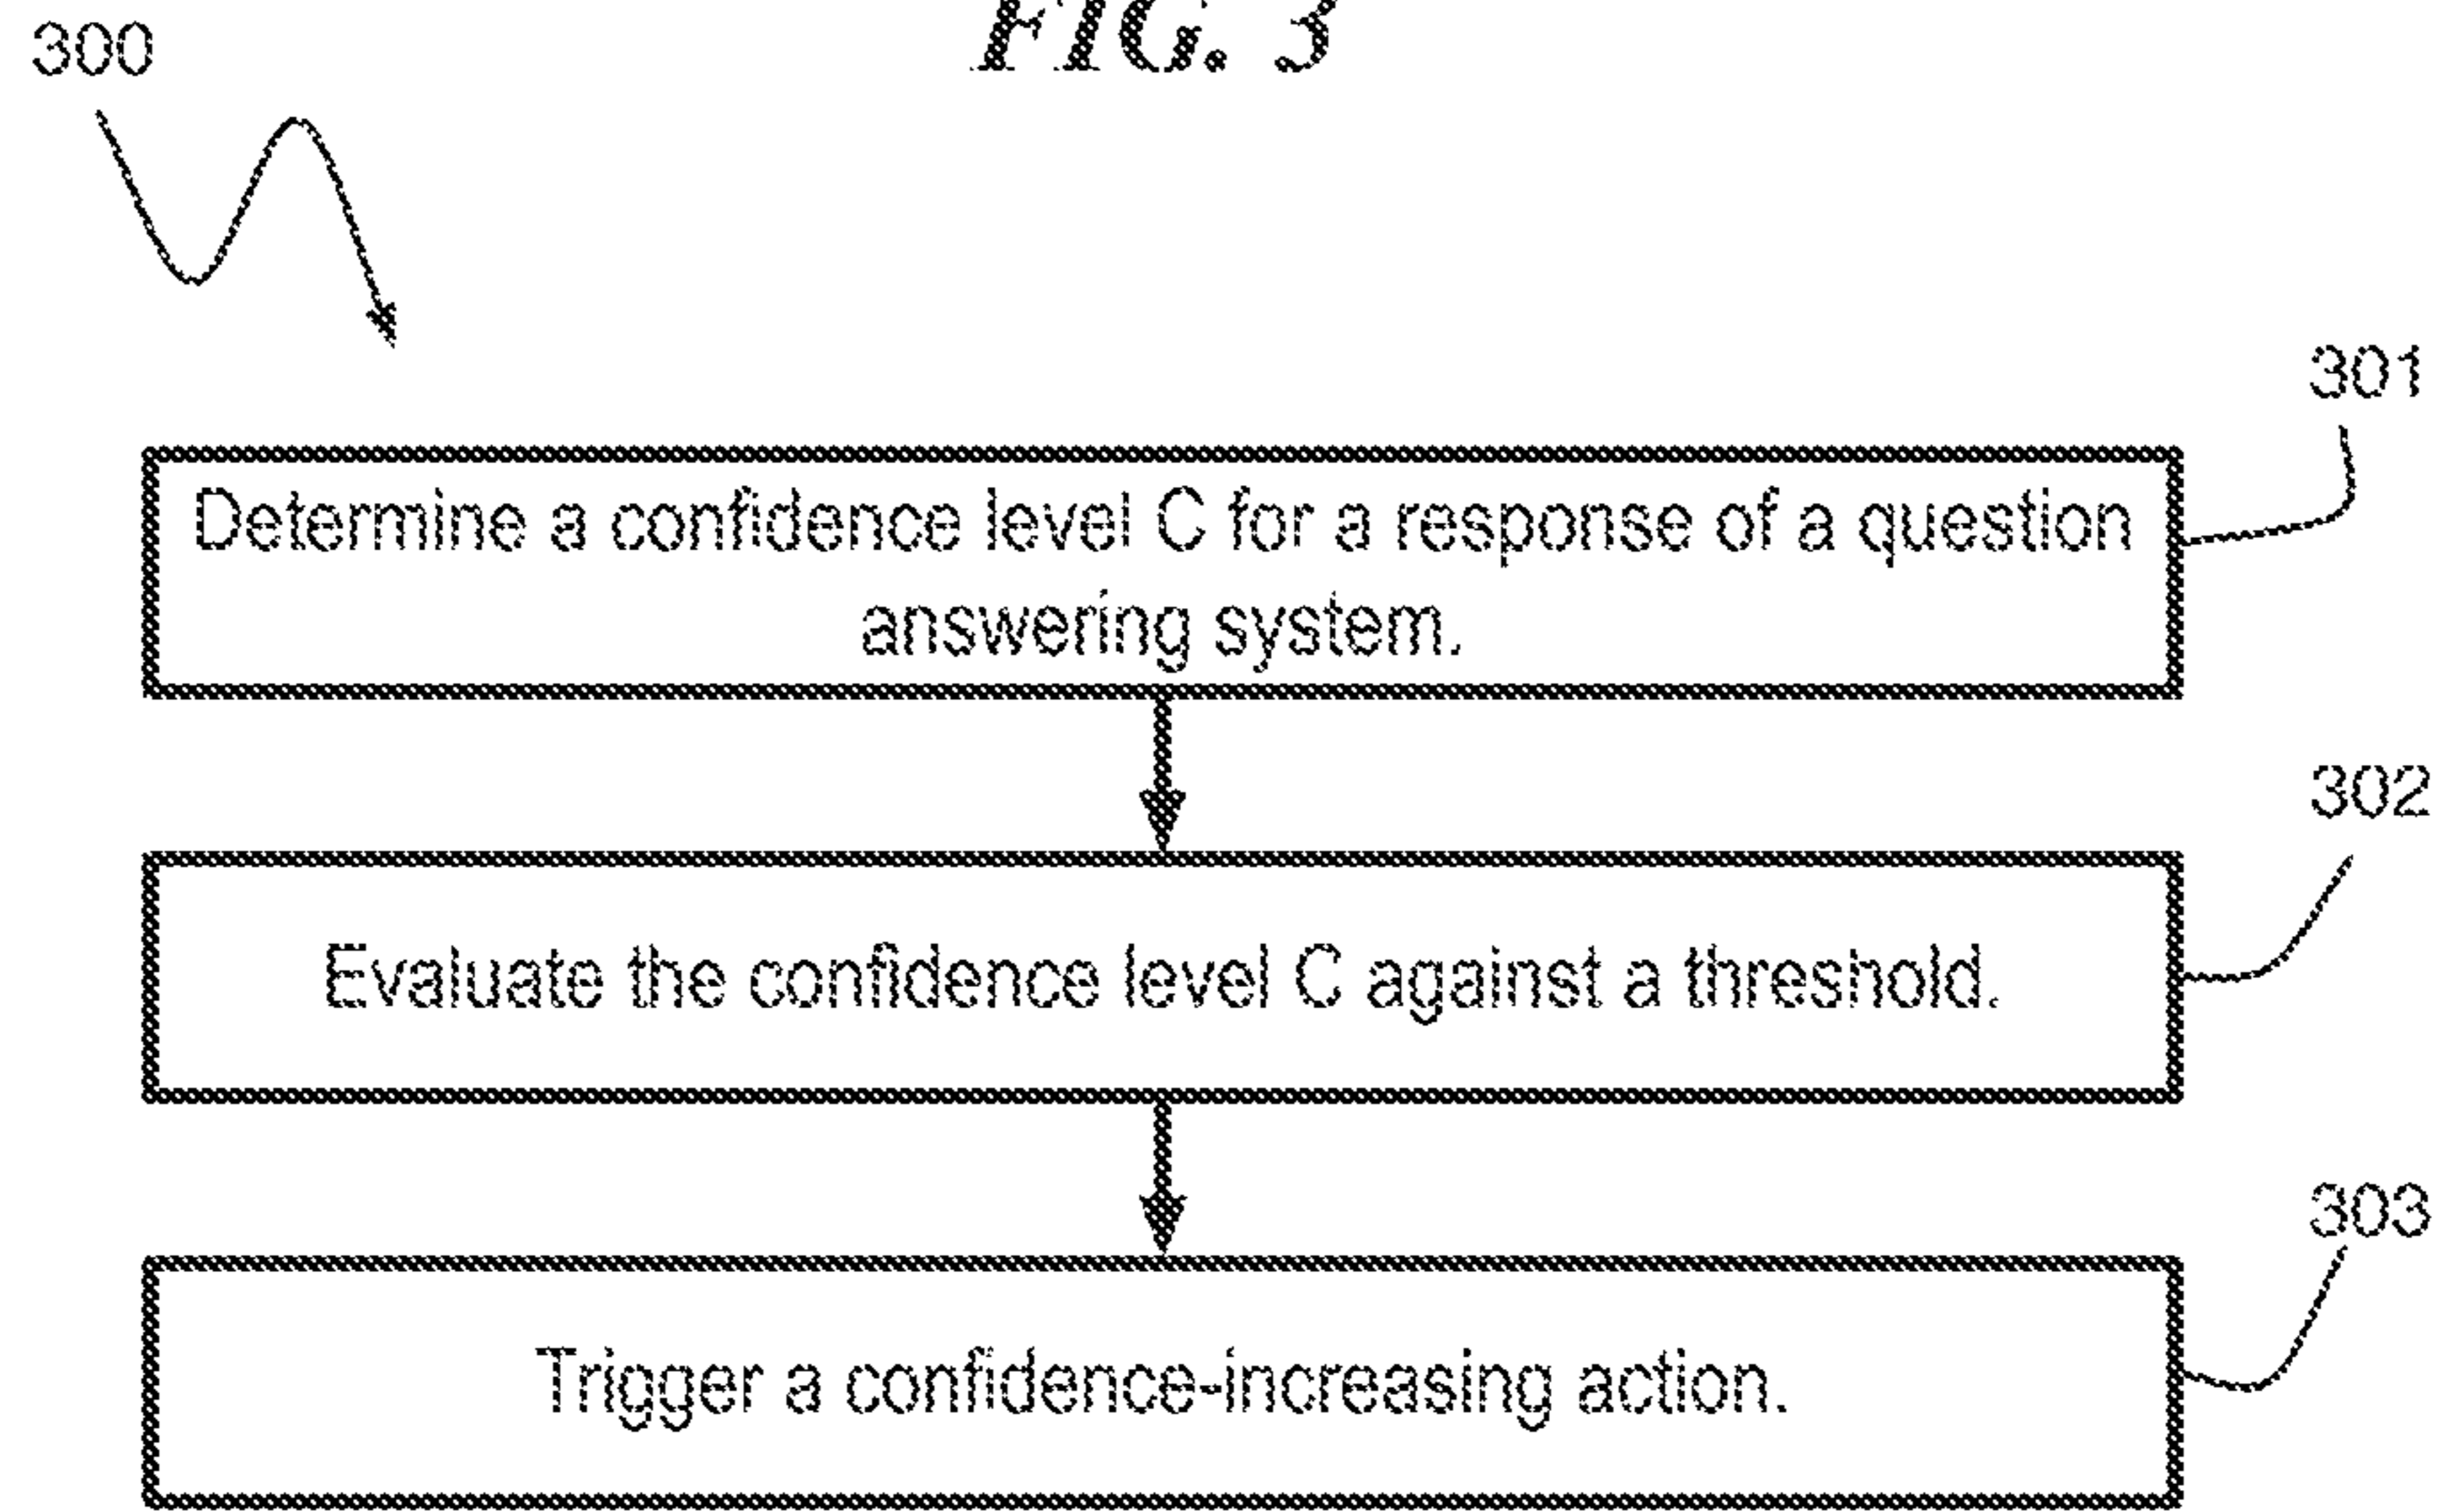 FIG. 3
300
301
Determine a confidence level C for a response of a question
answering system.
302
Evaluate the confidence level C against a threshold.
303
Trigger a confidence-increasing action.